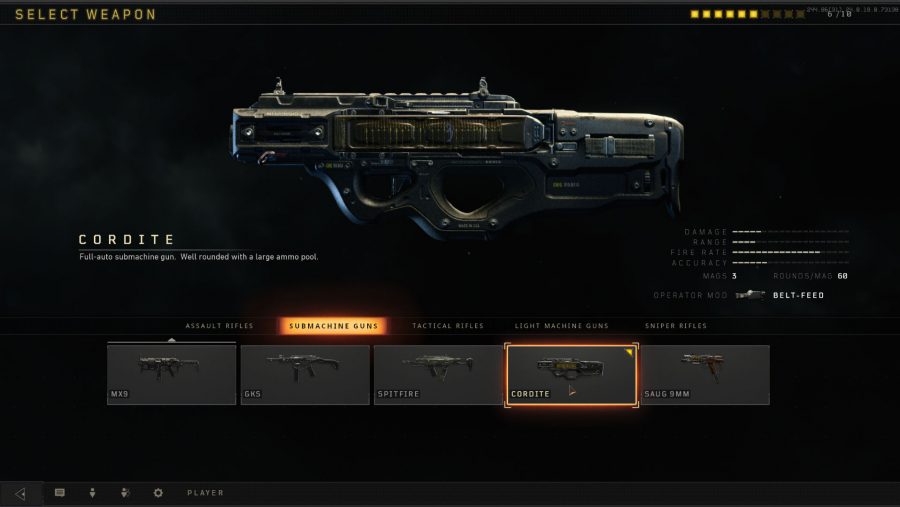 SELECT WEAPON
6 /10
CORDITE
Full-auto submachine gun. Well rounded with a large ammo pool.
DAMAGE
RANGE
FIRE RATE
ACCURACY
MAGS 3 ROUNDS/MAG 60
OPERATOR MOD BELT-FEED
ASSAULT RIFLES SUBMACHINE GUNS TACTICAL RIFLES LIGHT MACHINE GUNS SNIPER RIFLES
MX9 GKS SPITFIRE CORDITE SAUG 9MM
PLAYER